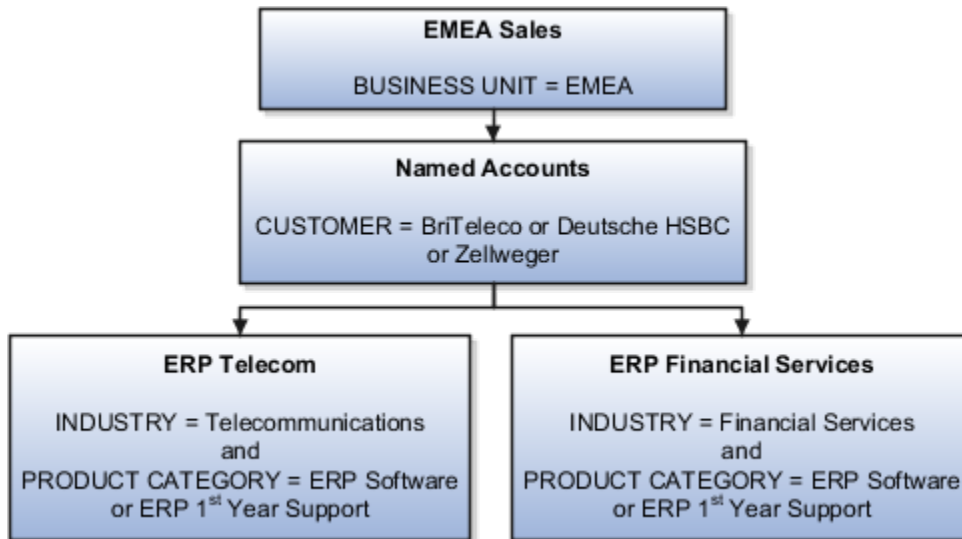 EMEA Sales
BUSINESS UNIT = EMEA
Named Accounts
CUSTOMER = BriTeleco or Deutsche HSBC
or Zellweger
ERP Telecom
INDUSTRY = Telecommunications
and
PRODUCT CATEGORY = ERP Software
or ERP 1st Year Support
ERP Financial Services
INDUSTRY = Financial Services
and
PRODUCT CATEGORY = ERP Software
or ERP 1st Year Support